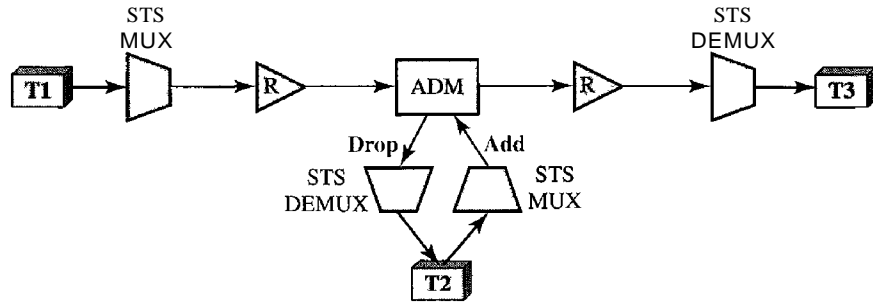 STS
MUX
STS
DEMUX
T1
R
ADM
R
T3
Drop
Add
STS
DEMUX
STS
MUX
T2